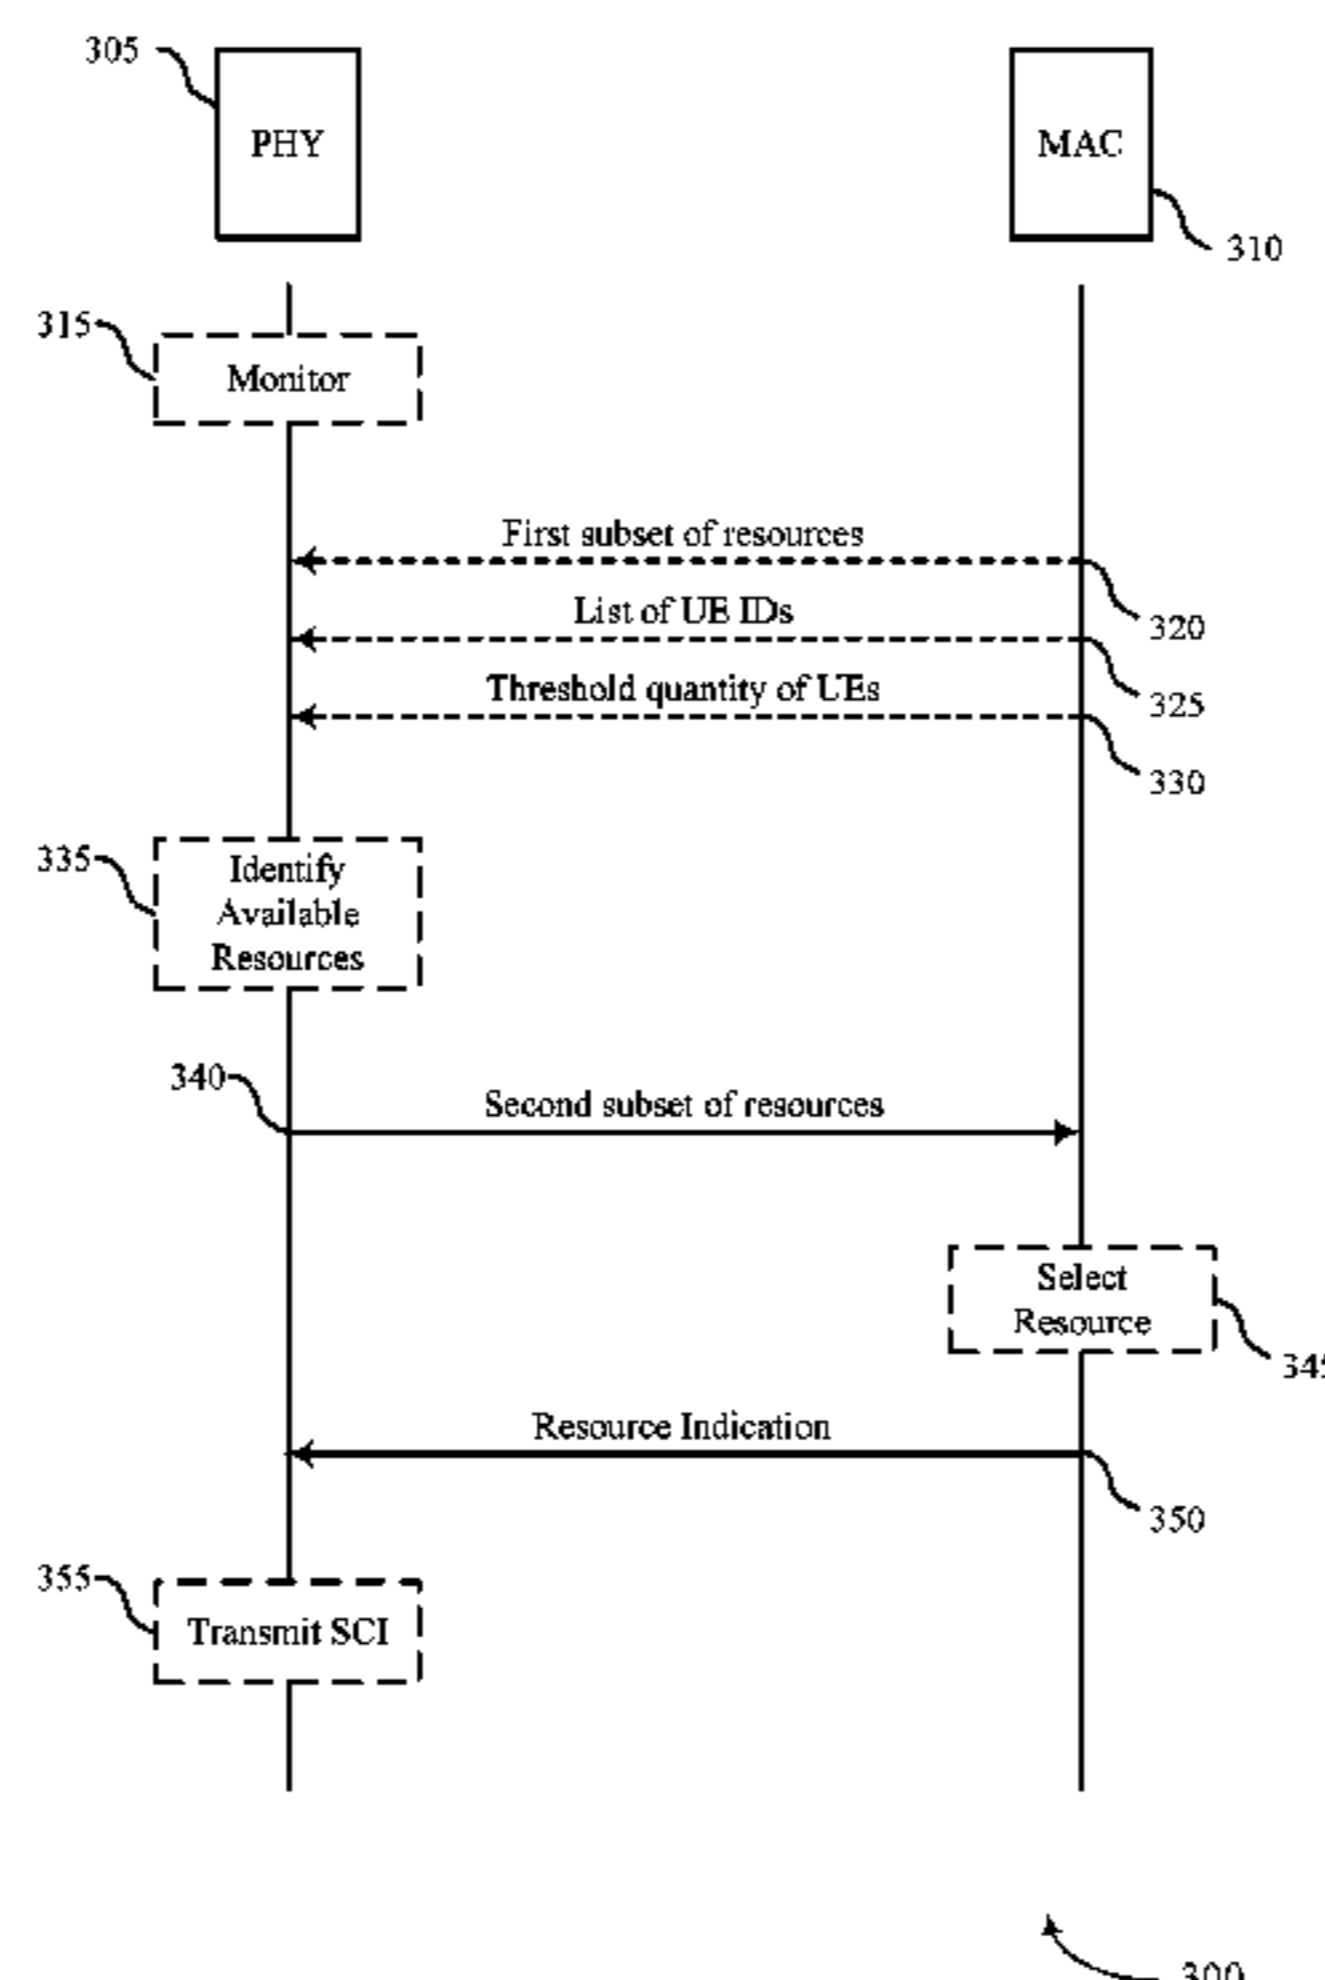 305
PHY
MAC
310
315
Monitor
First subset of resources
320
List of UE IDs
325
Threshold quantity of UEs
330
335
Identify
Available
Resources
340
Second subset of resources
Select
Resource
345
Resource Indication
350
355
Transmit SCI
300